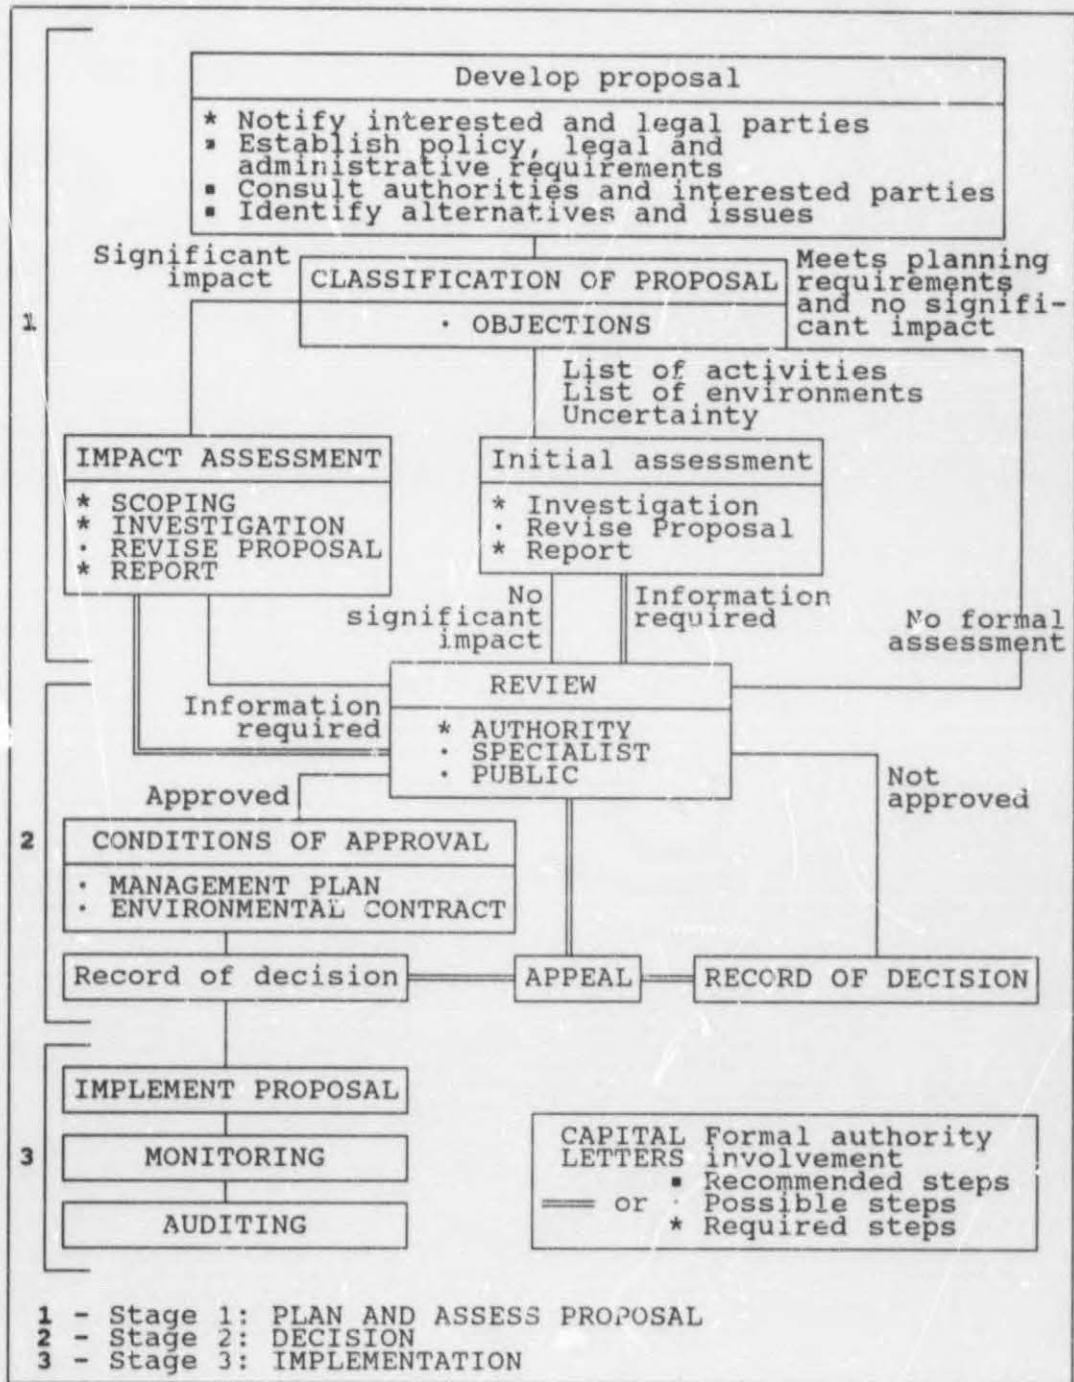 Develop proposal
* Notify interested and legal parties
▪ Establish policy, legal and
administrative requirements
▪ Consult authorities and interested parties
▪ Identify alternatives and issues
Significant
impact
CLASSIFICATION OF PROPOSAL
· OBJECTIONS
Meets planning
requirements
and no signifi-
cant impact
1
List of activities
List of environments
Uncertainty
IMPACT ASSESSMENT
* SCOPING
* INVESTIGATION
· REVISE PROPOSAL
* REPORT
Initial assessment
* Investigation
· Revise Proposal
* Report
No
significant
impact
Information
required
No formal
assessment
REVIEW
* AUTHORITY
· SPECIALIST
· PUBLIC
Information
required
Approved
Not
approved
2
CONDITIONS OF APPROVAL
· MANAGEMENT PLAN
· ENVIRONMENTAL CONTRACT
Record of decision
APPEAL
RECORD OF DECISION
3
IMPLEMENT PROPOSAL
MONITORING
AUDITING
CAPITAL Formal authority
LETTERS involvement
▪ Recommended steps
═══ or · Possible steps
* Required steps
1 - Stage 1: PLAN AND ASSESS PROPOSAL
2 - Stage 2: DECISION
3 - Stage 3: IMPLEMENTATION